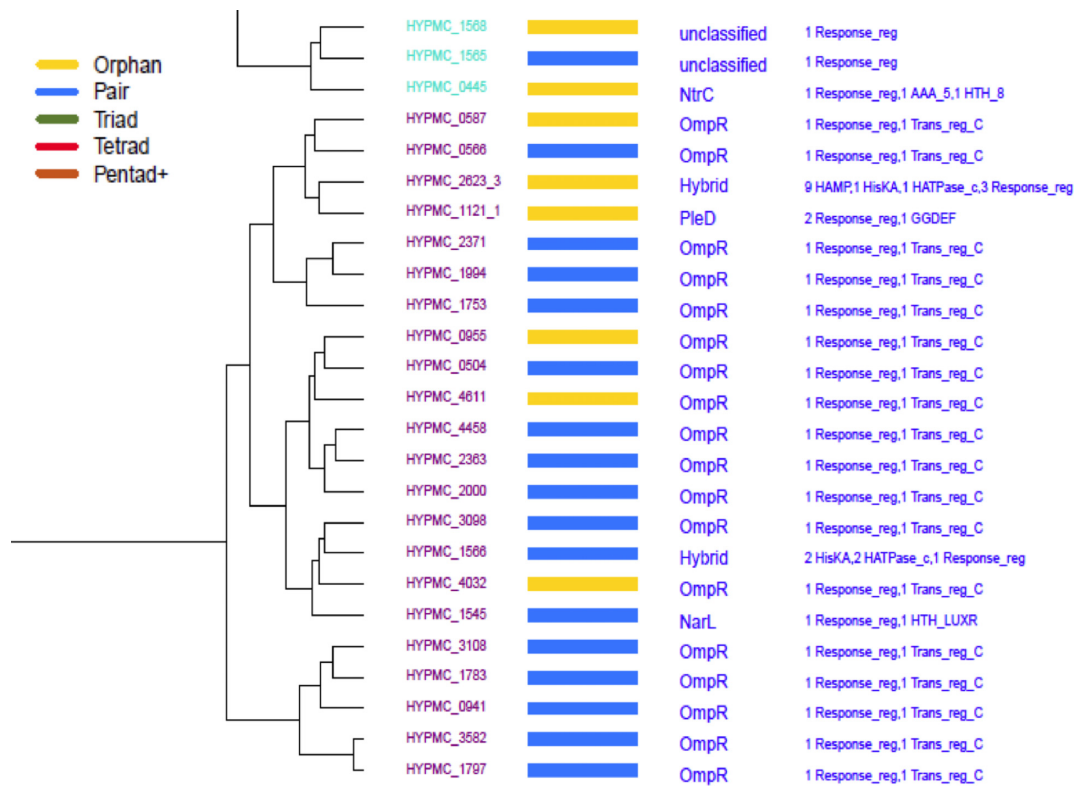 Orphan
Pair
Triad
Tetrad
Pentad+
HYPMC_1568 unclassified 1 Response_reg
HYPMC_1565 unclassified 1 Response_reg
HYPMC_0445 NtrC 1 Response_reg,1 AAA_5,1 HTH_8
HYPMC_0587 OmpR 1 Response_reg,1 Trans_reg_C
HYPMC_0566 OmpR 1 Response_reg,1 Trans_reg_C
HYPMC_2623_3 Hybrid 9 HAMP,1 HisKA,1 HATPase_c,3 Response_reg
HYPMC_1121_1 PleD 2 Response_reg,1 GGDEF
HYPMC_2371 OmpR 1 Response_reg,1 Trans_reg_C
HYPMC_1994 OmpR 1 Response_reg,1 Trans_reg_C
HYPMC_1753 OmpR 1 Response_reg,1 Trans_reg_C
HYPMC_0955 OmpR 1 Response_reg,1 Trans_reg_C
HYPMC_0504 OmpR 1 Response_reg,1 Trans_reg_C
HYPMC_4611 OmpR 1 Response_reg,1 Trans_reg_C
HYPMC_4458 OmpR 1 Response_reg,1 Trans_reg_C
HYPMC_2363 OmpR 1 Response_reg,1 Trans_reg_C
HYPMC_2000 OmpR 1 Response_reg,1 Trans_reg_C
HYPMC_3098 OmpR 1 Response_reg,1 Trans_reg_C
HYPMC_1566 Hybrid 2 HisKA,2 HATPase_c,1 Response_reg
HYPMC_4032 OmpR 1 Response_reg,1 Trans_reg_C
HYPMC_1545 NarL 1 Response_reg,1 HTH_LUXR
HYPMC_3108 OmpR 1 Response_reg,1 Trans_reg_C
HYPMC_1783 OmpR 1 Response_reg,1 Trans_reg_C
HYPMC_0941 OmpR 1 Response_reg,1 Trans_reg_C
HYPMC_3582 OmpR 1 Response_reg,1 Trans_reg_C
HYPMC_1797 OmpR 1 Response_reg,1 Trans_reg_C